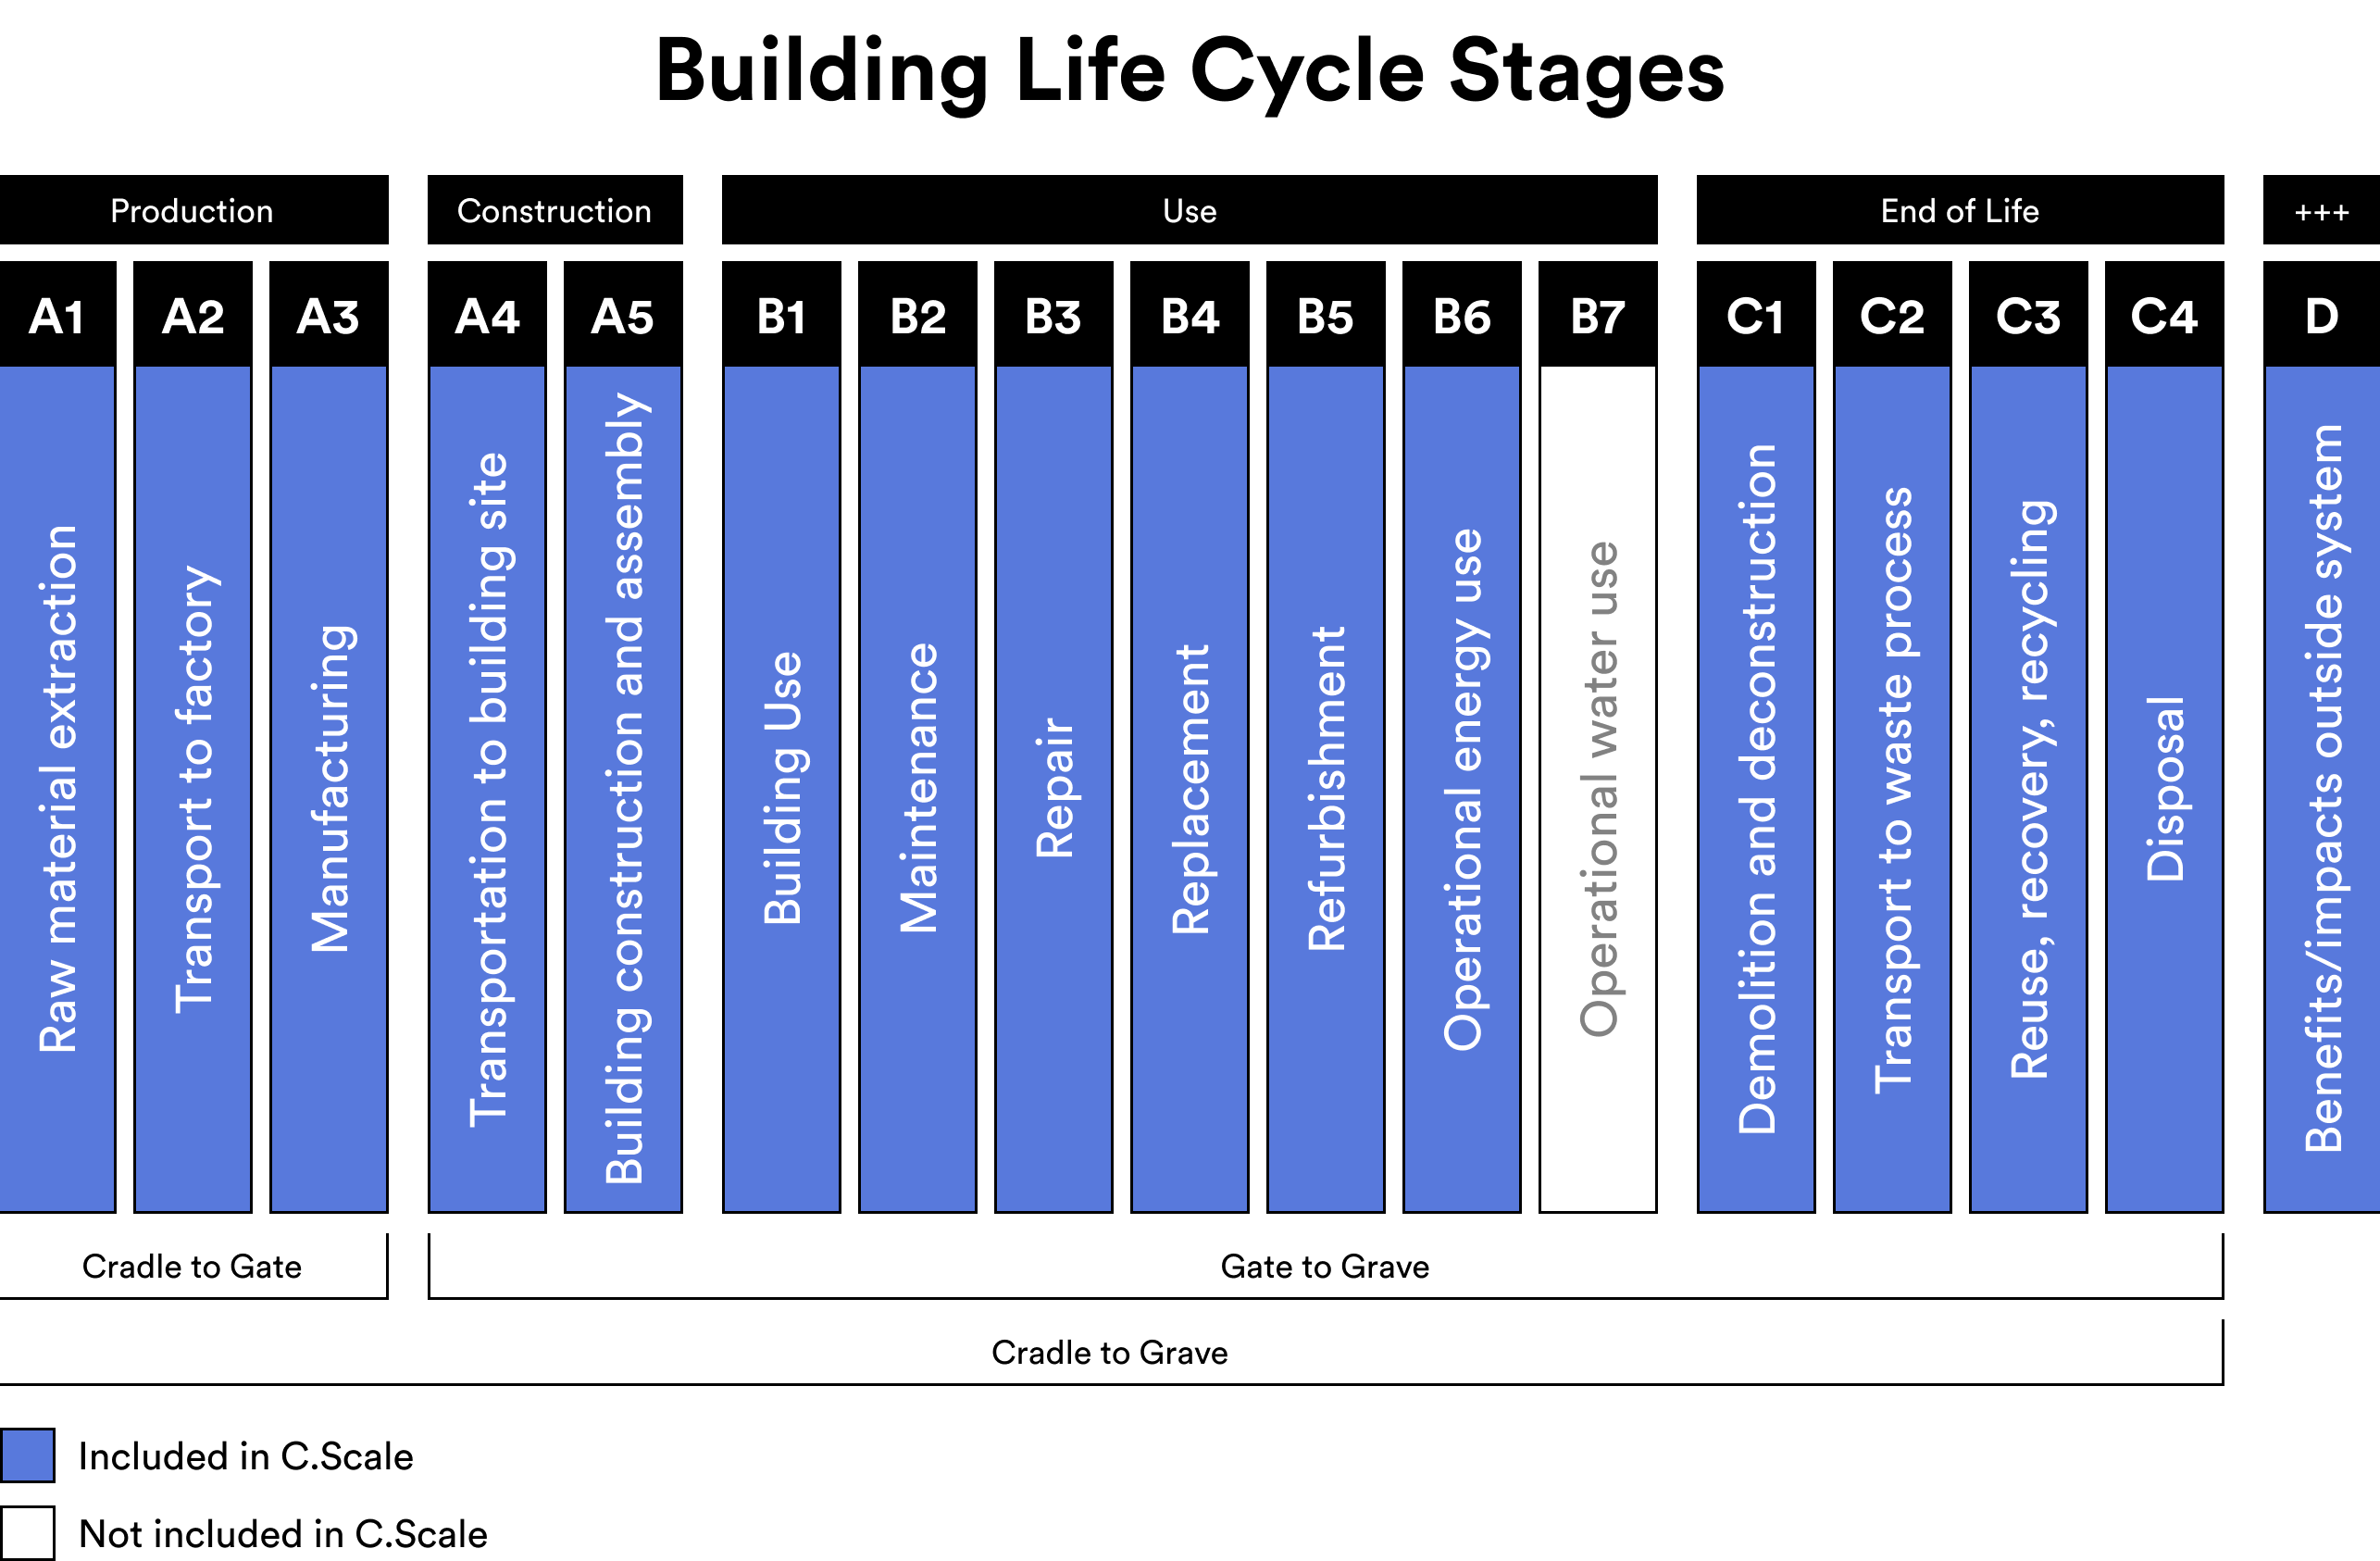 Building Life Cycle Stages
Production
Construction
Use
End of Life
+++
A1
A2
A3
A4
A5
B1
B2
B3
B4
B5
B6
B7
C1
C2
C3
C4
D
Raw material extraction
Transport to factory
Manufacturing
Transportation to building site
Building construction and assembly
Building Use
Maintenance
Repair
Replacement
Refurbishment
Operational energy use
Operational water use
Demolition and deconstruction
Transport to waste process
Reuse, recovery, recycling
Disposal
Benefits/impacts outside system
Cradle to Gate
Gate to Grave
Cradle to Grave
Included in C.Scale
Not included in C.Scale